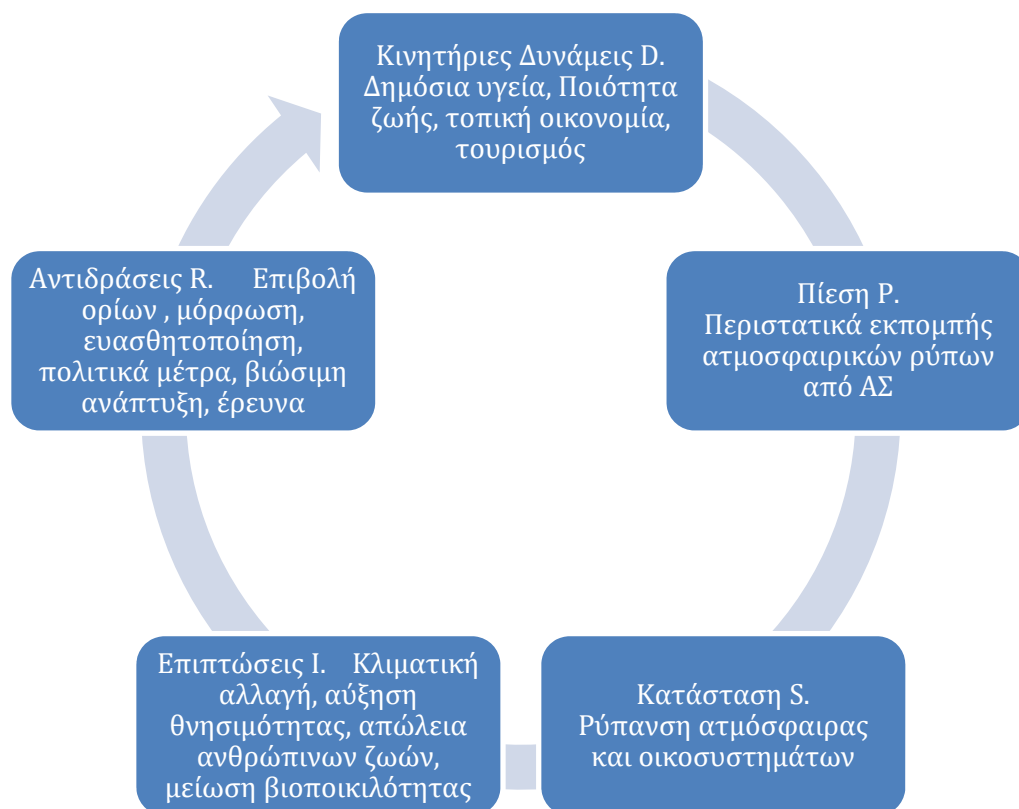 Κινητήριες Δυνάμεις D.
Δημόσια υγεία, Ποιότητα
ζωής, τοπική οικονομία,
τουρισμός
Πίεση P.
Περιστατικά εκπομπής
ατμοσφαιρικών ρύπων
από ΑΣ
Κατάσταση S.
Ρύπανση ατμόσφαιρας
και οικοσυστημάτων
Επιπτώσεις I. Κλιματική
αλλαγή, αύξηση
θνησιμότητας, απώλεια
ανθρώπινων ζωών,
μείωση βιοποικιλότητας
Αντιδράσεις R. Επιβολή
ορίων , μόρφωση,
ευασθητοποίηση,
πολιτικά μέτρα, βιώσιμη
ανάπτυξη, έρευνα